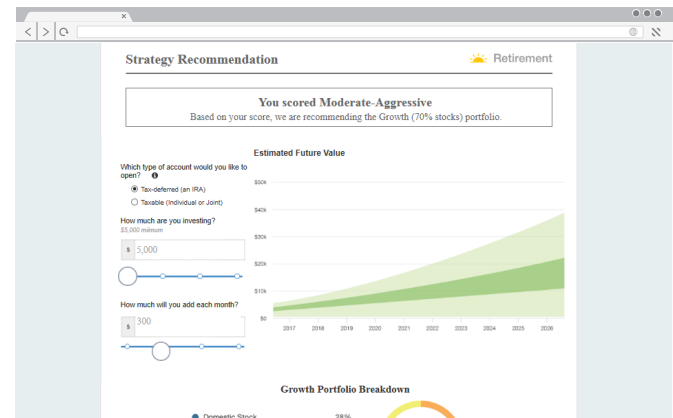 Strategy Recommendation
Retirement
You scored Moderate-Aggressive
Based on your score, we are recommending the Growth (70% stocks) portfolio.
Estimated Future Value
Which type of account would you like to
open?
Tax-deferred (an IRA)
Taxable (Individual or Joint)
How much are you investing?
$5,000 miimum
$ 5,000
How much will you add each month?
$ 300
$50k
$40k
$30k
$20k
$10k
$0
2017 2018 2019 2020 2021 2022 2023 2024 2025 2026
Growth Portfolio Breakdown
Domestic Stock 28%